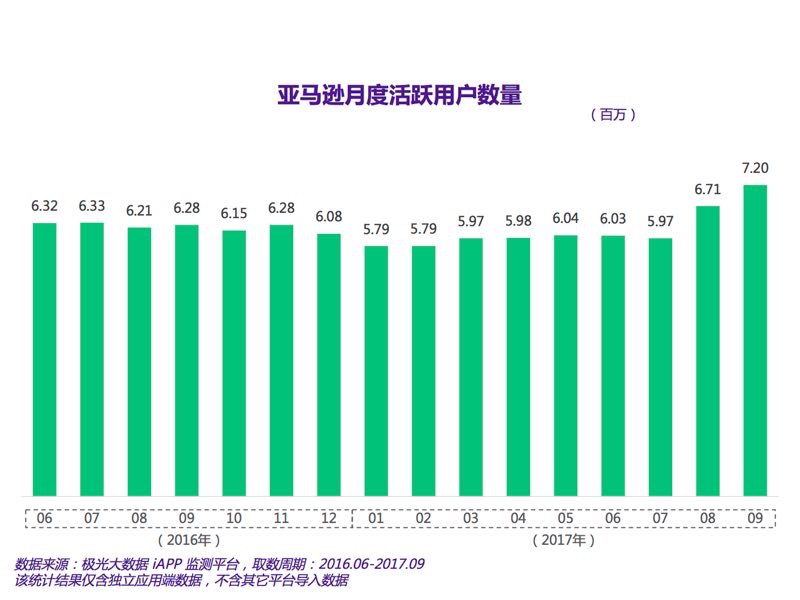 亚马逊月度活跃用户数量
（百万）
7.20
6.71
6.32 6.33 6.21 6.28 6.15 6.28 6.08 5.79 5.79 5.97 5.98 6.04 6.03 5.97
06 07 08 09 10 11 12 01 02 03 04 05 06 07 08 09
（2016年） （2017年）
数据来源：极光大数据 iAPP 监测平台，取数周期：2016.06-2017.09
该统计结果仅含独立应用端数据，不含其它平台导入数据